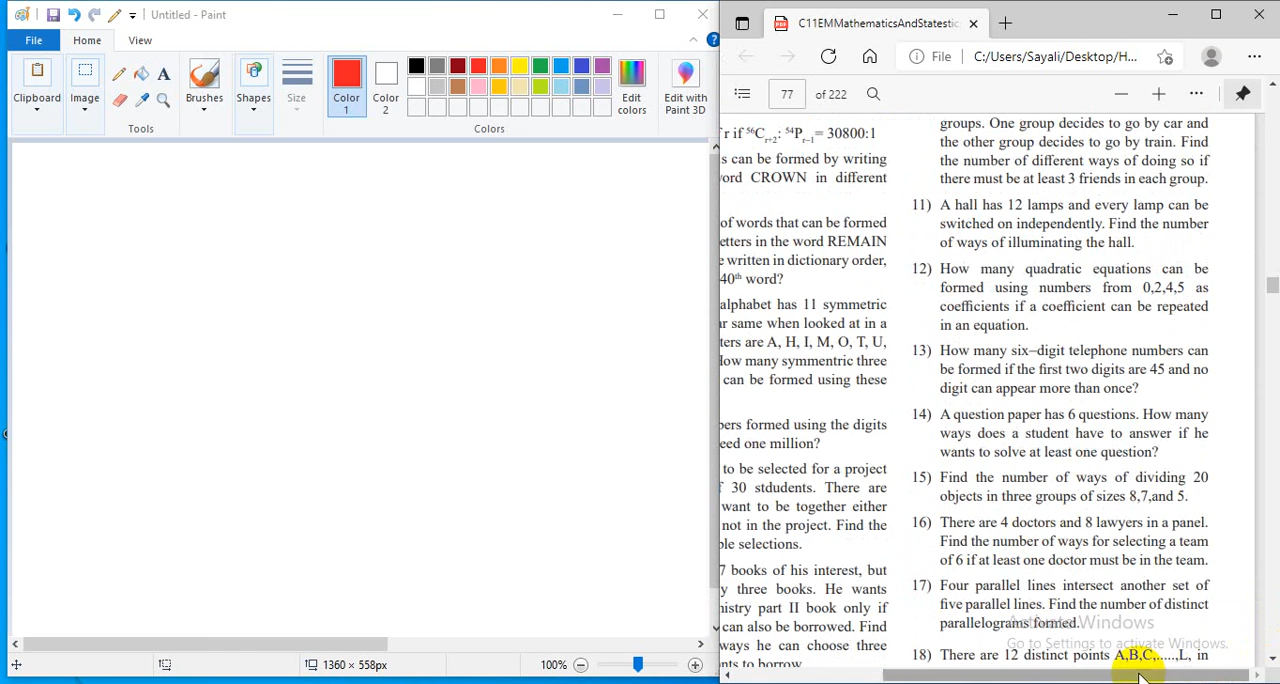 Untitled - Paint
File
Home
View
Clipboard
Image
Tools
Brushes
Shapes
Size
Color 1
Color 2
Edit colors
Edit with Paint 3D
Colors
1360 × 558px
100%
C11EMMathematicsAndStatestic
File
C:/Users/Sayali/Desktop/H...
77 of 222
f r if ⁵⁶Cᵣ₊₂: ⁵⁴Pᵣ₋₁= 30800:1
s can be formed by writing
ord CROWN in different
of words that can be formed
etters in the word REMAIN
e written in dictionary order,
40ᵗʰ word?
alphabet has 11 symmetric
r same when looked at in a
ters are A, H, I, M, O, T, U,
How many symmentric three
can be formed using these
bers formed using the digits
eed one million?
to be selected for a project
f 30 stdudents. There are
want to be together either
not in the project. Find the
ble selections.
7 books of his interest, but
y three books. He wants
nistry part II book only if
can also be borrowed. Find
ways he can choose three
nts to borrow.
groups. One group decides to go by car and
the other group decides to go by train. Find
the number of different ways of doing so if
there must be at least 3 friends in each group.
11) A hall has 12 lamps and every lamp can be
switched on independently. Find the number
of ways of illuminating the hall.
12) How many quadratic equations can be
formed using numbers from 0,2,4,5 as
coefficients if a coefficient can be repeated
in an equation.
13) How many six–digit telephone numbers can
be formed if the first two digits are 45 and no
digit can appear more than once?
14) A question paper has 6 questions. How many
ways does a student have to answer if he
wants to solve at least one question?
15) Find the number of ways of dividing 20
objects in three groups of sizes 8,7,and 5.
16) There are 4 doctors and 8 lawyers in a panel.
Find the number of ways for selecting a team
of 6 if at least one doctor must be in the team.
17) Four parallel lines intersect another set of
five parallel lines. Find the number of distinct
parallelograms formed.
18) There are 12 distinct points A,B,C,.....,L, in
Activate Windows
Go to Settings to activate Windows.